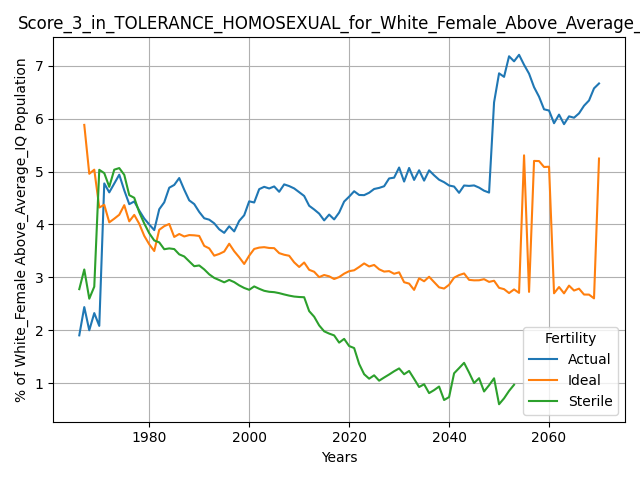 Score_3_in_TOLERANCE_HOMOSEXUAL_for_White_Female_Above_Average_
% of White_Female Above_Average_IQ Population
7
6
5
4
3
2
1
Fertility
Actual
Ideal
Sterile
1980
2000
2020
2040
2060
Years